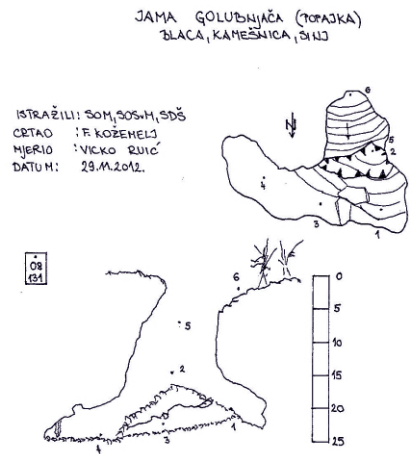 JAMA GOLUBNJAČA (TOPAJKA)
BLACA, KAMEŠNICA, SINJ
ISTRAŽILI: SOM, SOSvM, SDŠ
CRTAO : F. KOŽEMELJ
MJERIO : VICKO RUIĆ
DATUM: 29.11.2012.
N
6
5
2
4
3
1
08
131
6
5
2
1
3
4
0
5
10
15
20
25